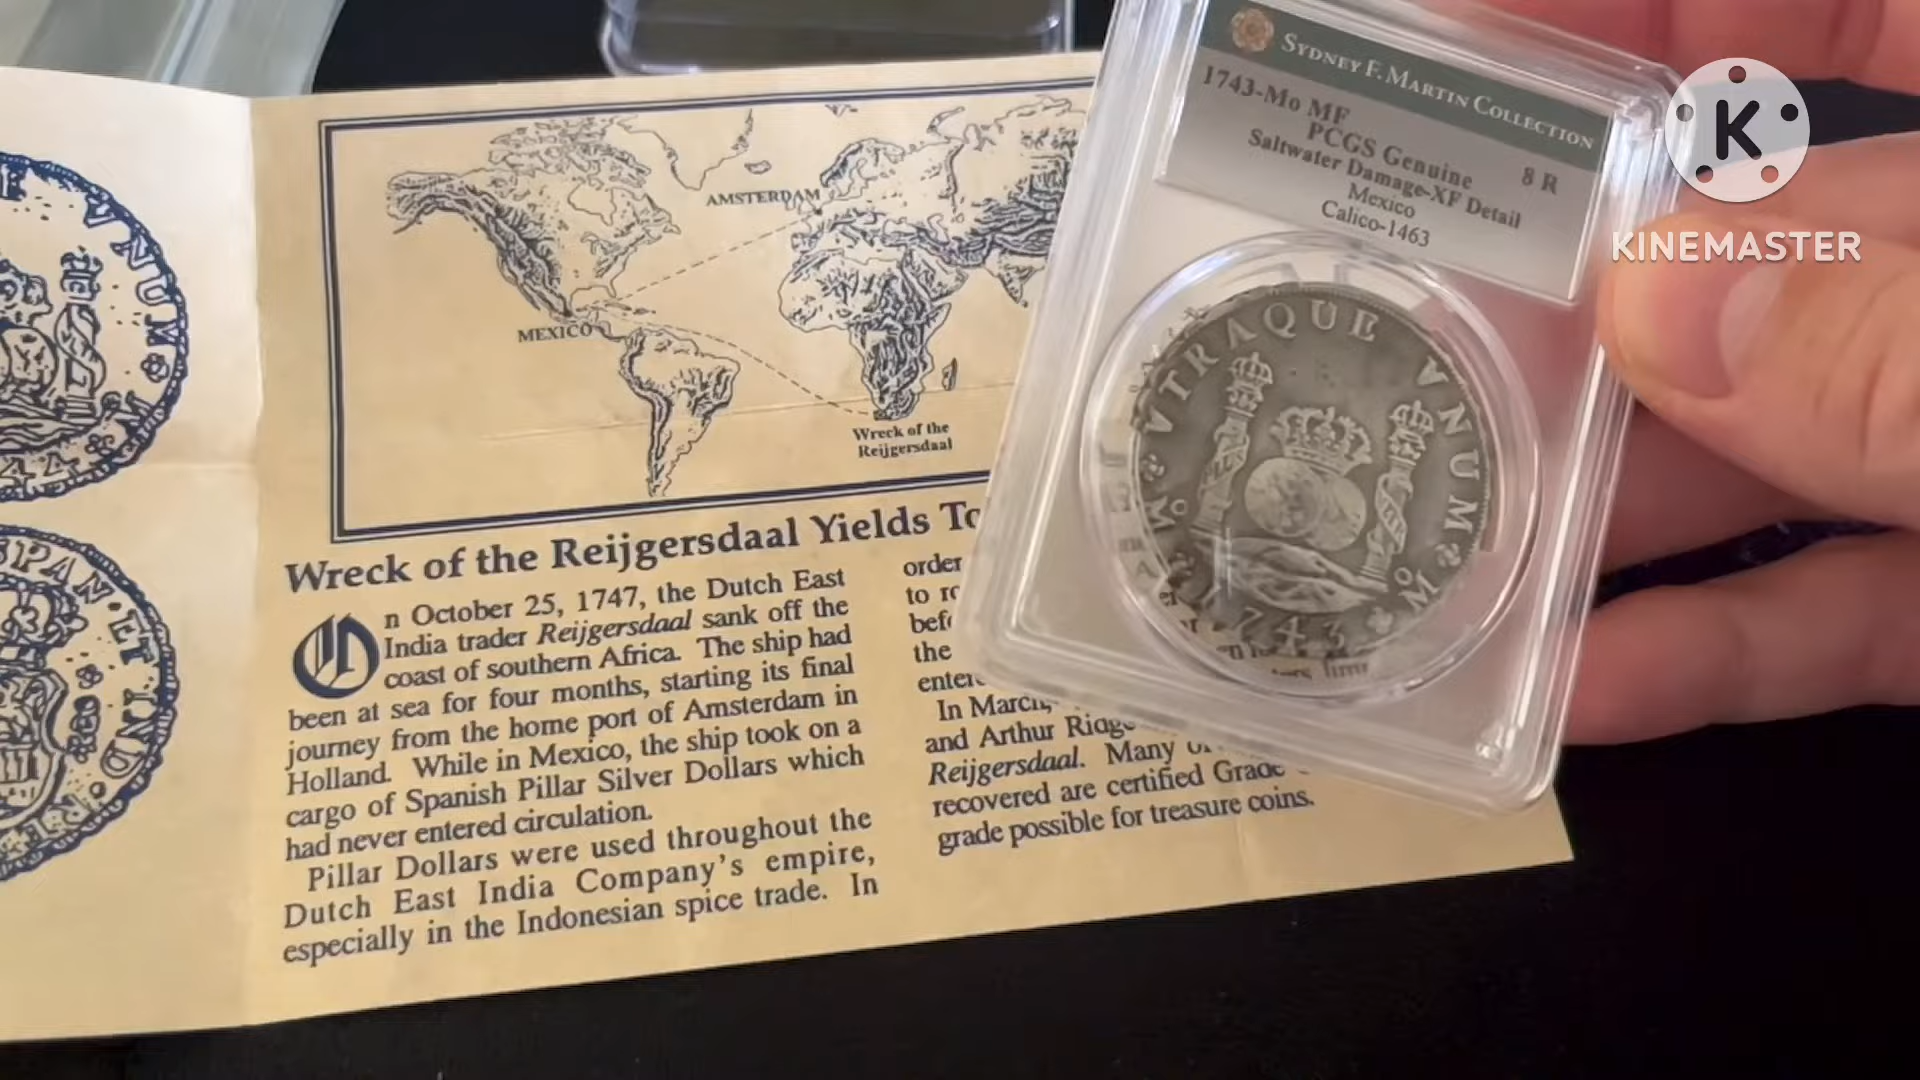 SYDNEY F. MARTIN COLLECTION
1743-Mo MF
PCGS Genuine 8 R
Saltwater Damage-XF Detail
Mexico
Calico-1463
K
KINEMASTER
VTRAQUE VNUM M 1743 M
VNUM M
SPAN ET IND
AMSTERDAM
MEXICO
Wreck of the
Reijgersdaal
Wreck of the Reijgersdaal Yields
On October 25, 1747, the Dutch East
India trader Reijgersdaal sank off the
coast of southern Africa. The ship had
been at sea for four months, starting its final
journey from the home port of Amsterdam in
Holland. While in Mexico, the ship took on a
cargo of Spanish Pillar Silver Dollars which
had never entered circulation.
Pillar Dollars were used throughout the
Dutch East India Company's empire,
especially in the Indonesian spice trade. In
order
to
the
In March,
and Arthur
Reijgersdaal. Many
recovered are certified Grade
grade possible for treasure coins.